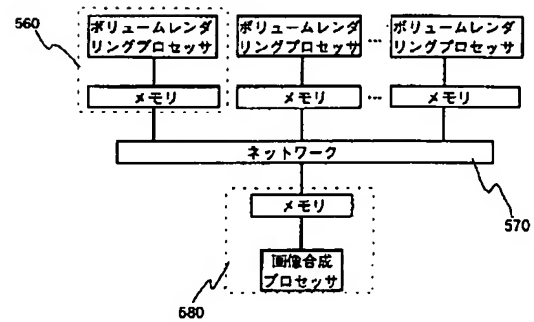 560
ボリュームレンダ
リングプロセッサ
ボリュームレンダ
リングプロセッサ
...
ボリュームレンダ
リングプロセッサ
メモリ
メモリ
...
メモリ
ネットワーク
570
メモリ
画像合成
プロセッサ
580